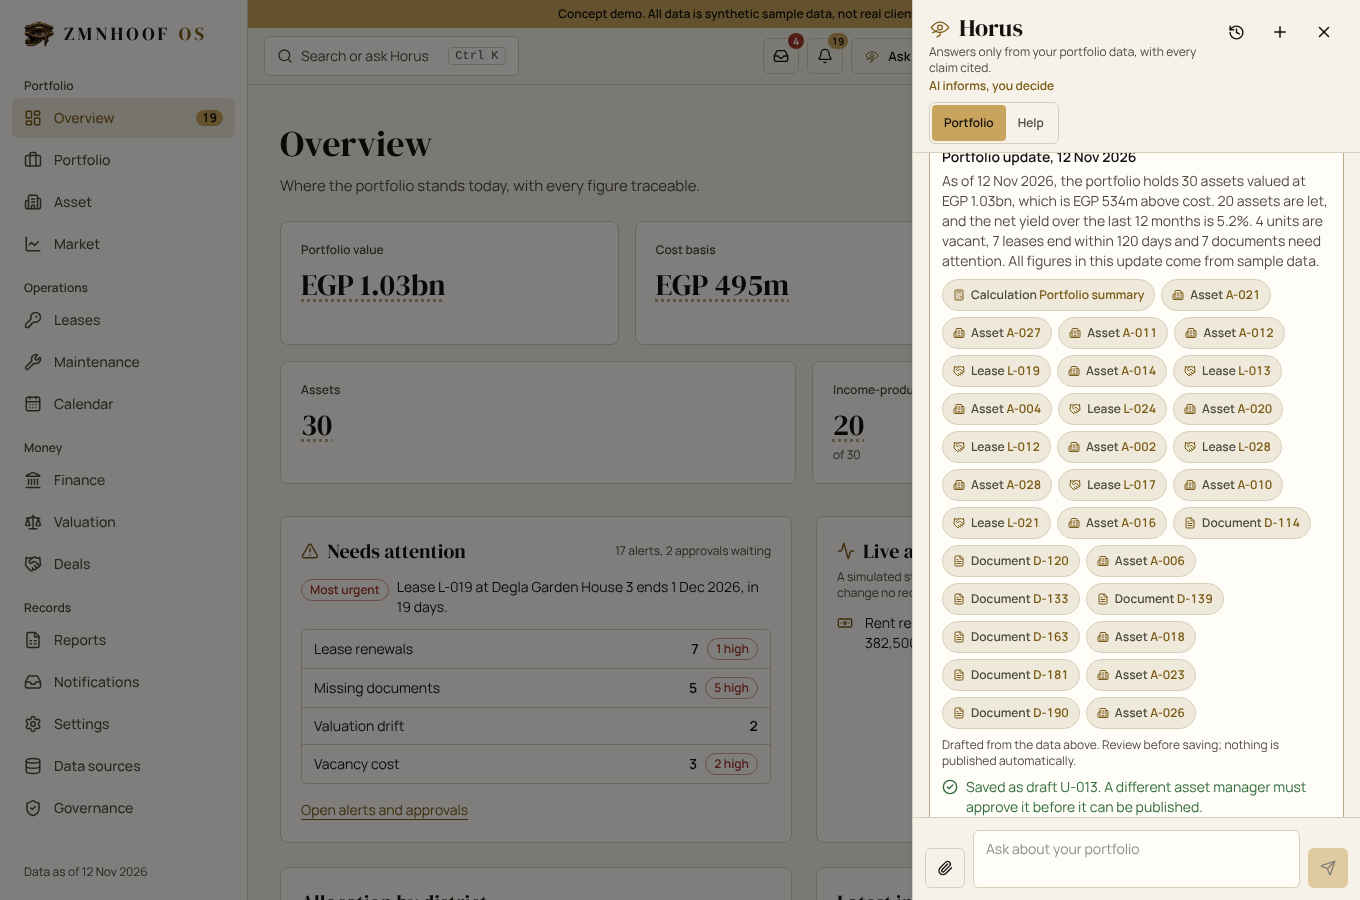 ZMNHOOF OS
Portfolio
Overview
19
Portfolio
Asset
Market
Operations
Leases
Maintenance
Calendar
Money
Finance
Valuation
Deals
Records
Reports
Notifications
Settings
Data sources
Governance
Data as of 12 Nov 2026
Concept demo. All data is synthetic sample data, not real clien
Search or ask Horus
Ctrl K
4
19
Ask
Overview
Where the portfolio stands today, with every figure traceable.
Portfolio value
EGP 1.03bn
Cost basis
EGP 495m
Assets
30
Income-produ
20
of 30
Needs attention
17 alerts, 2 approvals waiting
Most urgent
Lease L-019 at Degla Garden House 3 ends 1 Dec 2026, in
19 days.
Lease renewals 7 1 high
Missing documents 5 5 high
Valuation drift 2
Vacancy cost 3 2 high
Open alerts and approvals
Live a
A simulated st
change no rec
Rent re
382,500
Allocation by district
Latest in
Horus
Answers only from your portfolio data, with every
claim cited.
AI informs, you decide
Portfolio
Help
Portfolio update, 12 Nov 2026
As of 12 Nov 2026, the portfolio holds 30 assets valued at
EGP 1.03bn, which is EGP 534m above cost. 20 assets are let,
and the net yield over the last 12 months is 5.2%. 4 units are
vacant, 7 leases end within 120 days and 7 documents need
attention. All figures in this update come from sample data.
Calculation Portfolio summary Asset A-021
Asset A-027 Asset A-011 Asset A-012
Lease L-019 Asset A-014 Lease L-013
Asset A-004 Lease L-024 Asset A-020
Lease L-012 Asset A-002 Lease L-028
Asset A-028 Lease L-017 Asset A-010
Lease L-021 Asset A-016 Document D-114
Document D-120 Asset A-006
Document D-133 Document D-139
Document D-163 Asset A-018
Document D-181 Asset A-023
Document D-190 Asset A-026
Drafted from the data above. Review before saving; nothing is
published automatically.
Saved as draft U-013. A different asset manager must
approve it before it can be published.
Ask about your portfolio